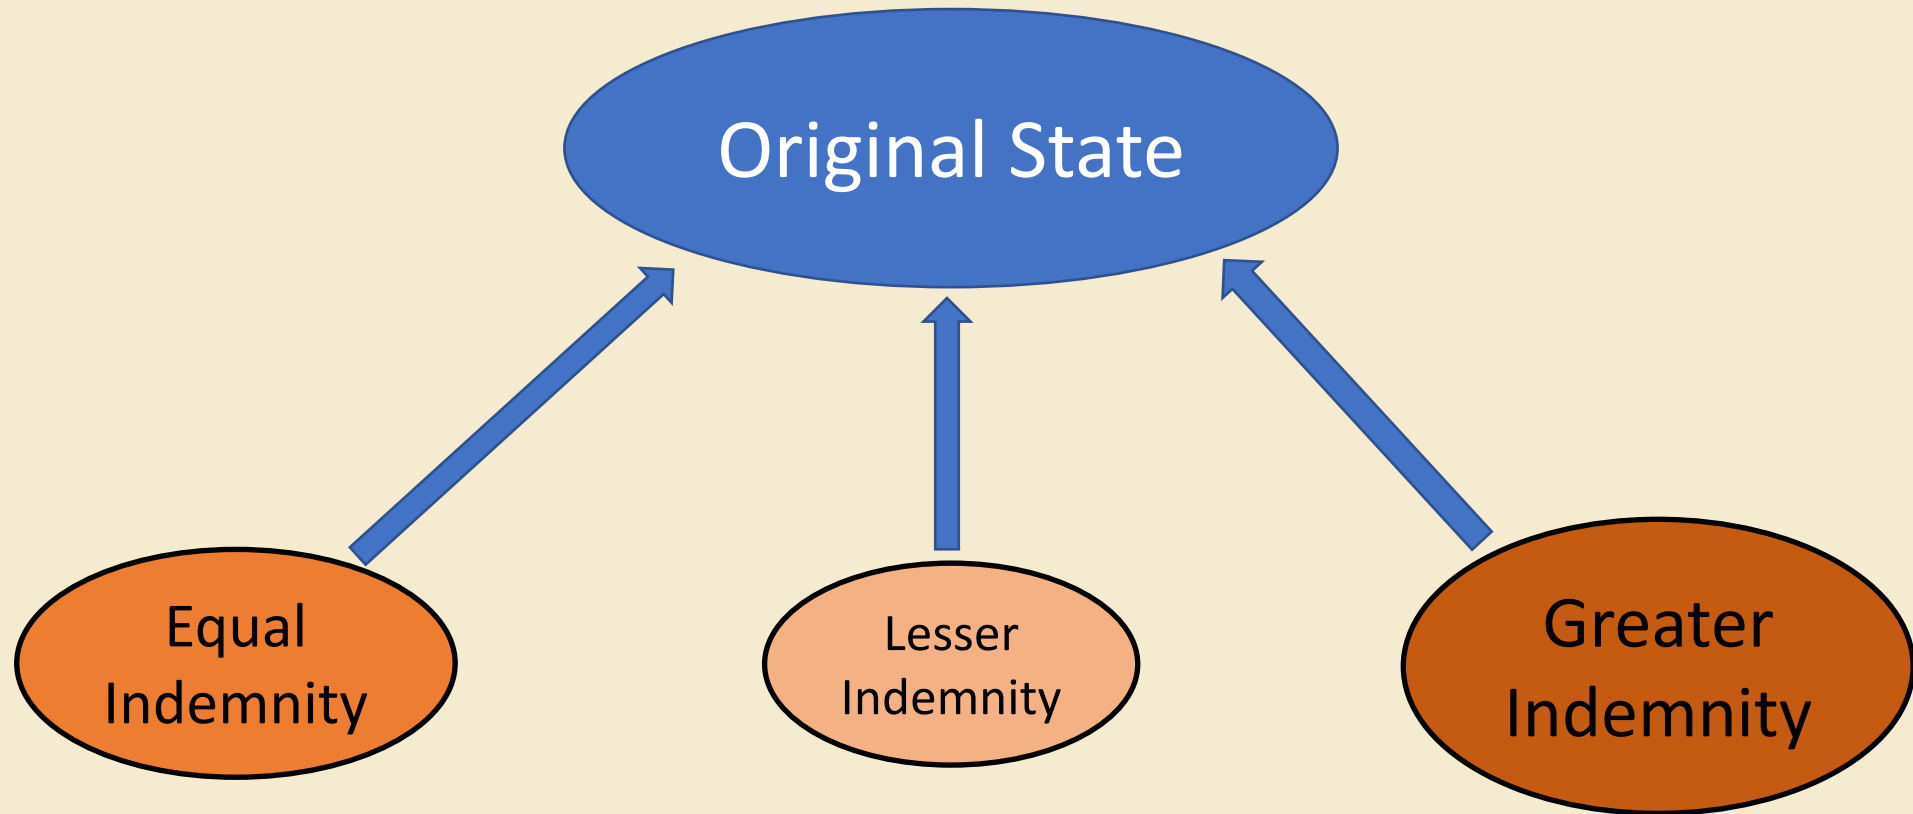 Original State
Equal
Indemnity
Lesser
Indemnity
Greater
Indemnity